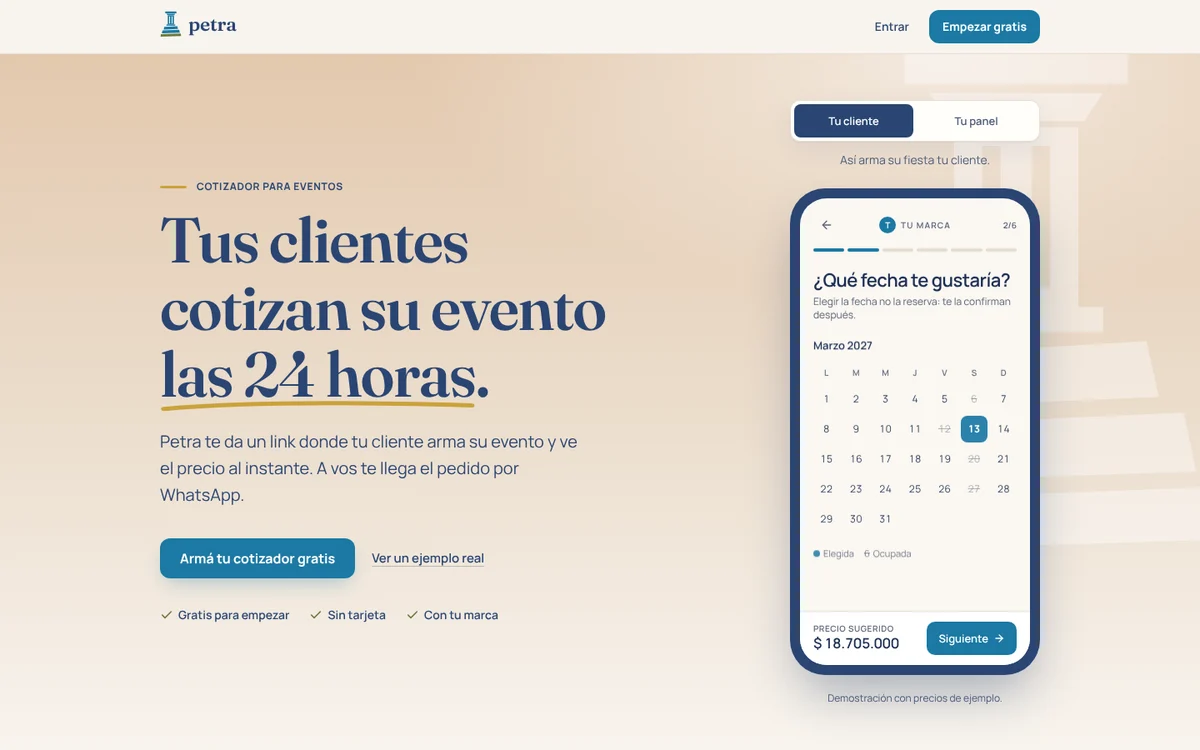 petra
Entrar
Empezar gratis
COTIZADOR PARA EVENTOS
Tus clientes
cotizan su evento
las 24 horas.
Petra te da un link donde tu cliente arma su evento y ve
el precio al instante. A vos te llega el pedido por
WhatsApp.
Armá tu cotizador gratis
Ver un ejemplo real
Gratis para empezar
Sin tarjeta
Con tu marca
Tu cliente
Tu panel
Así arma su fiesta tu cliente.
T TU MARCA
2/6
¿Qué fecha te gustaría?
Elegir la fecha no la reserva: te la confirman
después.
Marzo 2027
L M M J V S D
1 2 3 4 5 6 7
8 9 10 11 12 13 14
15 16 17 18 19 20 21
22 23 24 25 26 27 28
29 30 31
Elegida 6 Ocupada
PRECIO SUGERIDO
$ 18.705.000
Siguiente →
Demostración con precios de ejemplo.